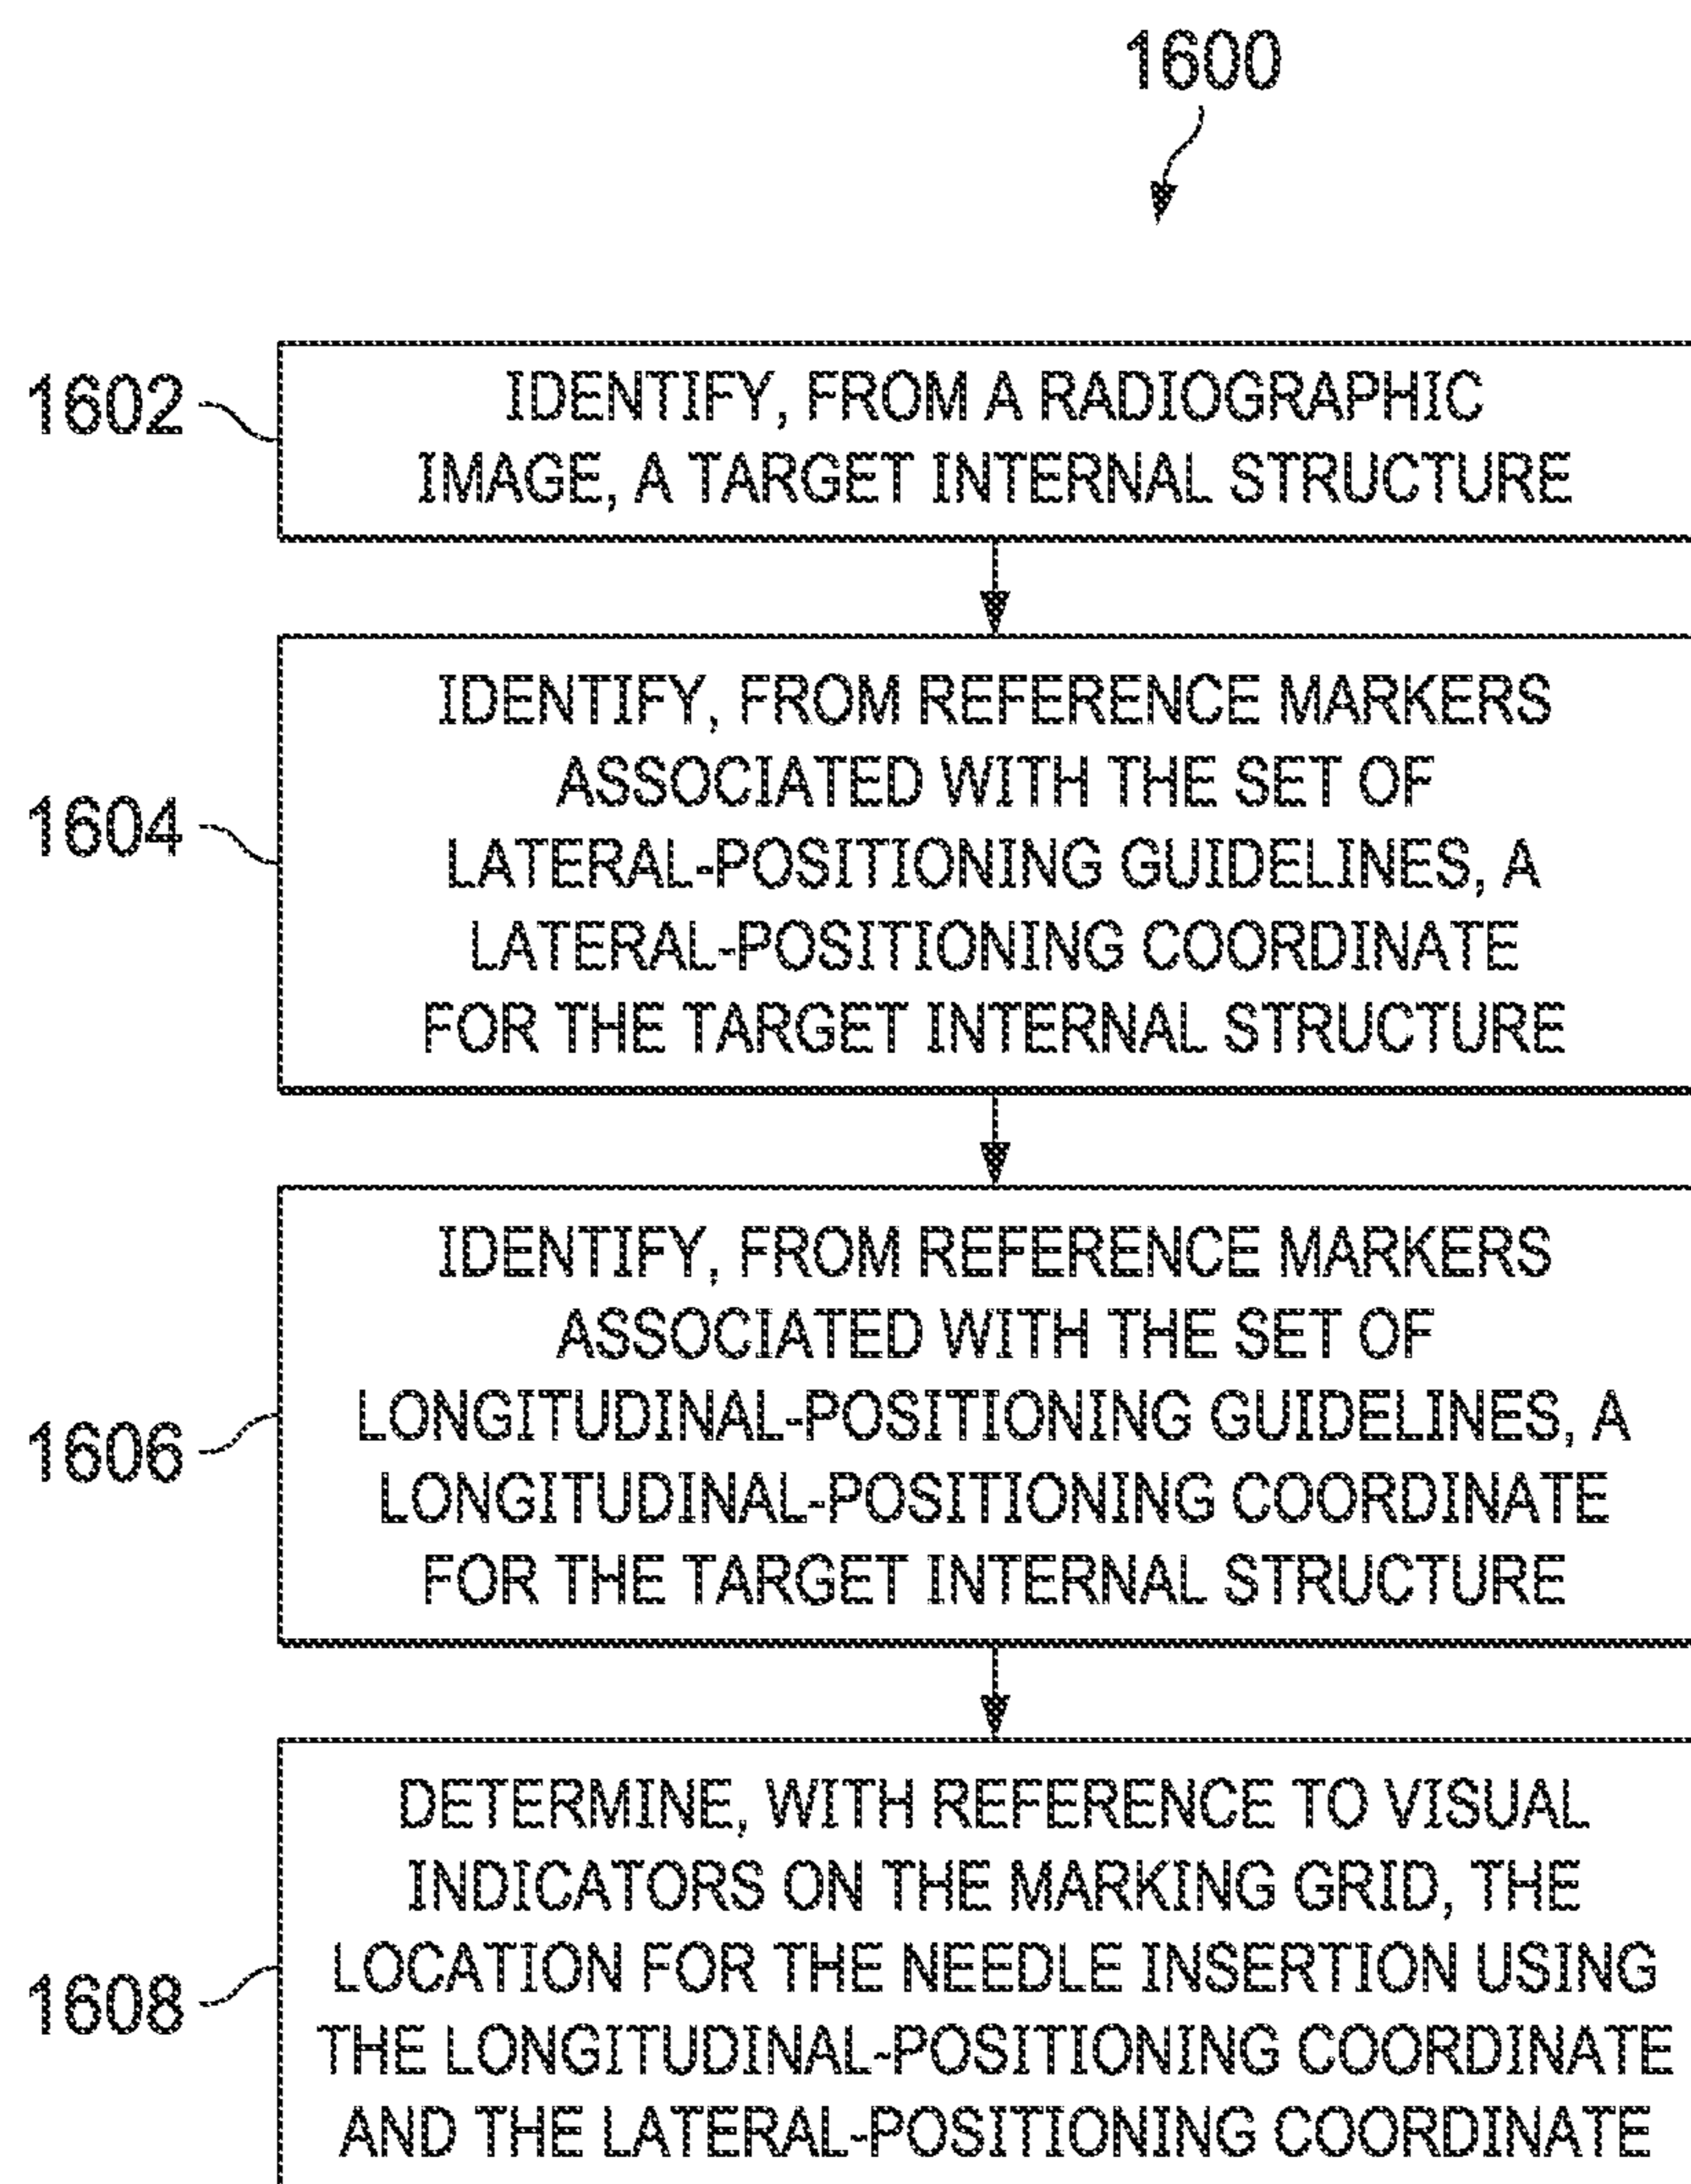 1600
1602
IDENTIFY, FROM A RADIOGRAPHIC
IMAGE, A TARGET INTERNAL STRUCTURE
1604
IDENTIFY, FROM REFERENCE MARKERS
ASSOCIATED WITH THE SET OF
LATERAL-POSITIONING GUIDELINES, A
LATERAL-POSITIONING COORDINATE
FOR THE TARGET INTERNAL STRUCTURE
1606
IDENTIFY, FROM REFERENCE MARKERS
ASSOCIATED WITH THE SET OF
LONGITUDINAL-POSITIONING GUIDELINES, A
LONGITUDINAL-POSITIONING COORDINATE
FOR THE TARGET INTERNAL STRUCTURE
1608
DETERMINE, WITH REFERENCE TO VISUAL
INDICATORS ON THE MARKING GRID, THE
LOCATION FOR THE NEEDLE INSERTION USING
THE LONGITUDINAL-POSITIONING COORDINATE
AND THE LATERAL-POSITIONING COORDINATE